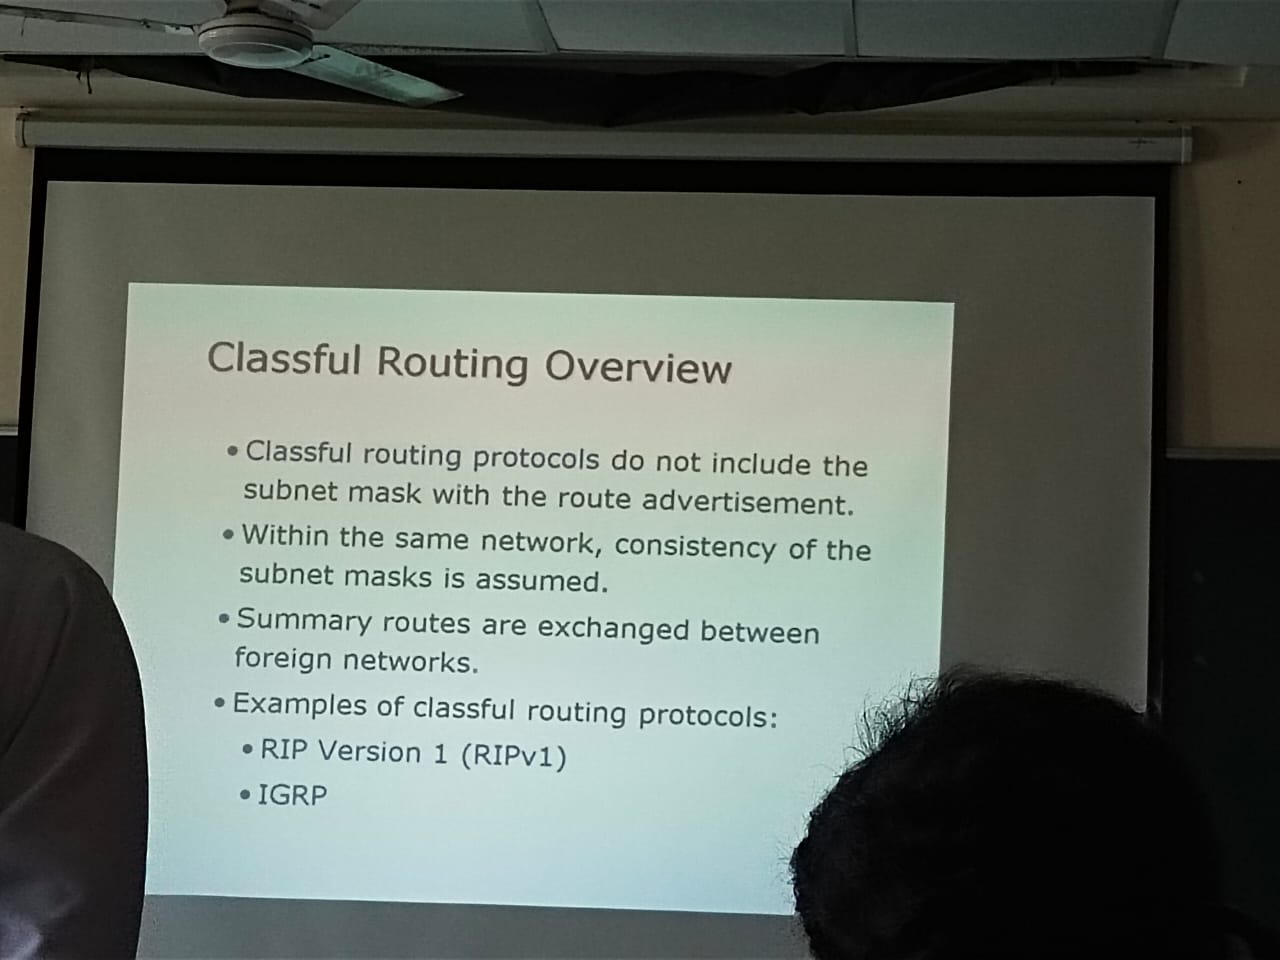 Classful Routing Overview
• Classful routing protocols do not include the
subnet mask with the route advertisement.
• Within the same network, consistency of the
subnet masks is assumed.
• Summary routes are exchanged between
foreign networks.
• Examples of classful routing protocols:
• RIP Version 1 (RIPv1)
• IGRP